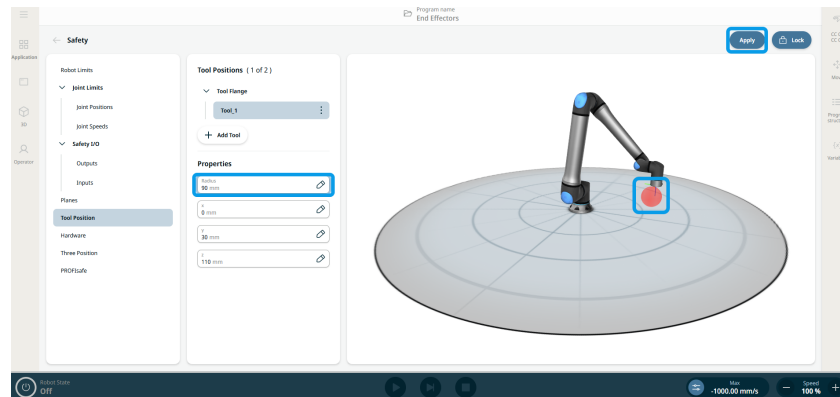 Program name
End Effectors
Safety
Apply
Lock
Application
3D
Operator
Robot Limits
Joint Limits
Joint Positions
Joint Speeds
Safety I/O
Outputs
Inputs
Planes
Tool Position
Hardware
Three Position
PROFIsafe
Tool Positions ( 1 of 2 )
Tool Flange
Tool_1
+ Add Tool
Properties
Radius
90 mm
X
0 mm
Y
30 mm
Z
110 mm
Robot State
Off
Max
-1000.00 mm/s
Speed
100 %